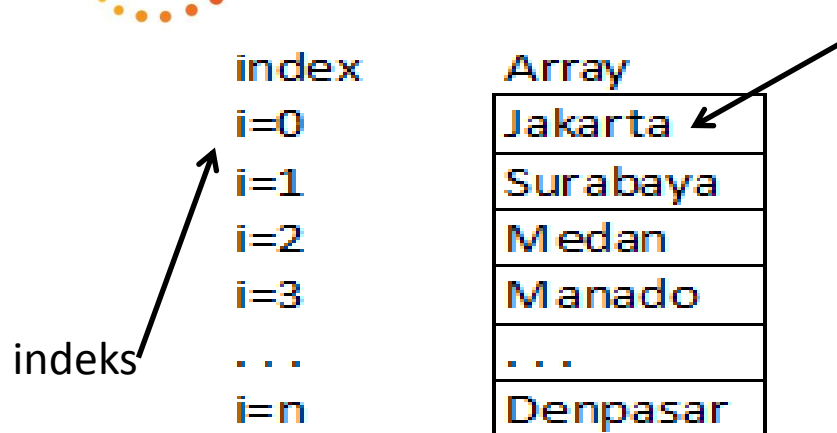 index Array
i=0 Jakarta
i=1 Surabaya
i=2 Medan
i=3 Manado
indeks ... ...
i=n Denpasar